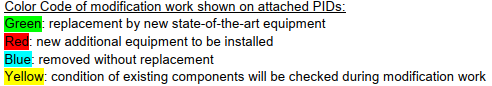 Color Code of modification work shown on attached PIDs:
Green: replacement by new state-of-the-art equipment
Red: new additional equipment to be installed
Blue: removed without replacement
Yellow: condition of existing components will be checked during modification work